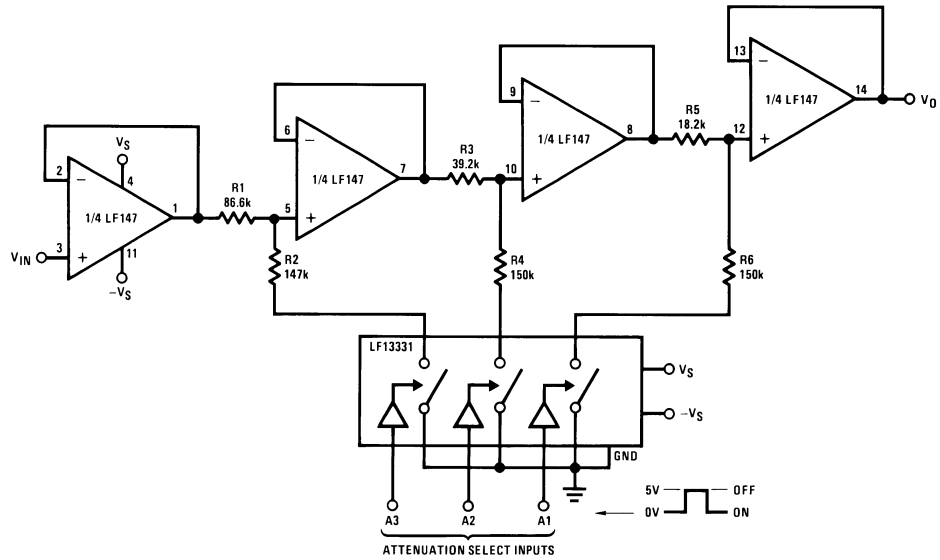 13
−
1/4 LF147
14
VO
12
+
R5
18.2k
9
−
1/4 LF147
8
10
+
6
−
1/4 LF147
7
5
+
R3
39.2k
VS
4
2
−
1/4 LF147
1
R1
86.6k
VIN
3
+
11
−VS
R2
147k
R4
150k
R6
150k
LF13331
VS
−VS
GND
5V
OFF
0V
ON
A3
A2
A1
ATTENUATION SELECT INPUTS